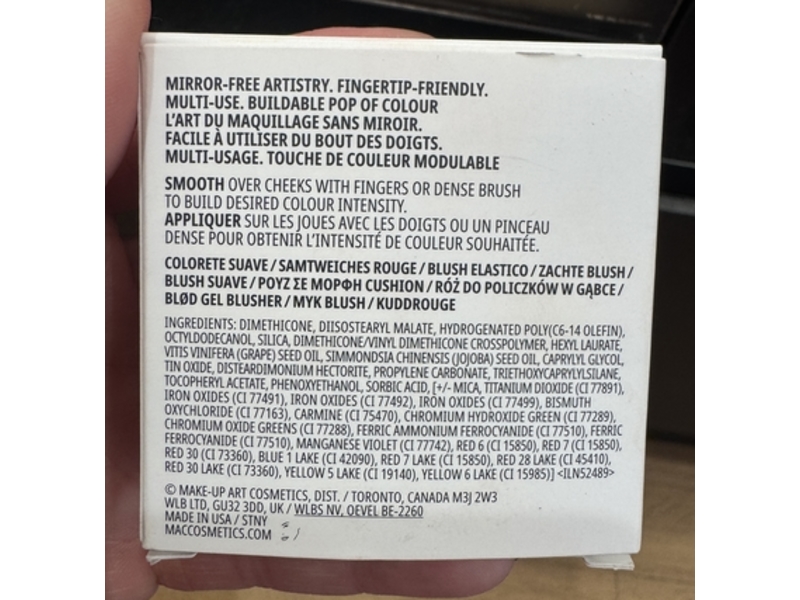 MIRROR-FREE ARTISTRY. FINGERTIP-FRIENDLY.
MULTI-USE. BUILDABLE POP OF COLOUR
L'ART DU MAQUILLAGE SANS MIROIR.
FACILE À UTILISER DU BOUT DES DOIGTS.
MULTI-USAGE. TOUCHE DE COULEUR MODULABLE
SMOOTH OVER CHEEKS WITH FINGERS OR DENSE BRUSH
TO BUILD DESIRED COLOUR INTENSITY.
APPLIQUER SUR LES JOUES AVEC LES DOIGTS OU UN PINCEAU
DENSE POUR OBTENIR L'INTENSITÉ DE COULEUR SOUHAITÉE.
COLORETE SUAVE / SAMTWEICHES ROUGE / BLUSH ELASTICO / ZACHTE BLUSH /
BLUSH SUAVE / ΡΟΥΖ ΣΕ ΜΟΡΦΗ CUSHION / RÓŻ DO POLICZKÓW W GĄBCE /
BLØD GEL BLUSHER / MYK BLUSH / KUDDROUGE
INGREDIENTS: DIMETHICONE, DIISOSTEARYL MALATE, HYDROGENATED POLY(C6-14 OLEFIN),
OCTYLDODECANOL, SILICA, DIMETHICONE/VINYL DIMETHICONE CROSSPOLYMER, HEXYL LAURATE,
VITIS VINIFERA (GRAPE) SEED OIL, SIMMONDSIA CHINENSIS (JOJOBA) SEED OIL, CAPRYLYL GLYCOL,
TIN OXIDE, DISTEARDIMONIUM HECTORITE, PROPYLENE CARBONATE, TRIETHOXYCAPRYLYLSILANE,
TOCOPHERYL ACETATE, PHENOXYETHANOL, SORBIC ACID, [+/- MICA, TITANIUM DIOXIDE (CI 77891),
IRON OXIDES (CI 77491), IRON OXIDES (CI 77492), IRON OXIDES (CI 77499), BISMUTH
OXYCHLORIDE (CI 77163), CARMINE (CI 75470), CHROMIUM HYDROXIDE GREEN (CI 77289),
CHROMIUM OXIDE GREENS (CI 77288), FERRIC AMMONIUM FERROCYANIDE (CI 77510), FERRIC
FERROCYANIDE (CI 77510), MANGANESE VIOLET (CI 77742), RED 6 (CI 15850), RED 7 (CI 15850),
RED 30 (CI 73360), BLUE 1 LAKE (CI 42090), RED 7 LAKE (CI 15850), RED 28 LAKE (CI 45410),
RED 30 LAKE (CI 73360), YELLOW 5 LAKE (CI 19140), YELLOW 6 LAKE (CI 15985)] <ILN52489>
© MAKE-UP ART COSMETICS, DIST. / TORONTO, CANADA M3J 2W3
WLB LTD, GU32 3DD, UK / WLBS NV, OEVEL BE-2260
MADE IN USA / STNY
MACCOSMETICS.COM